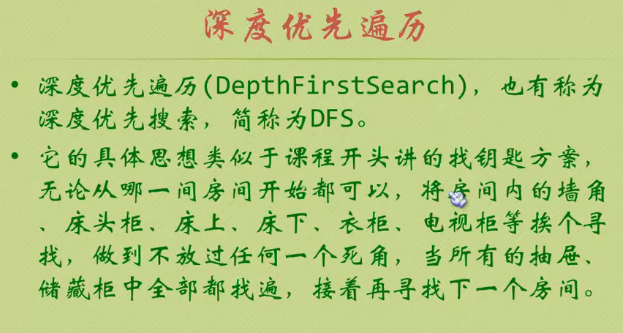 深度优先遍历
• 深度优先遍历(DepthFirstSearch)，也有称为
深度优先搜索，简称为DFS。
• 它的具体思想类似于课程开头讲的找钥匙方案，
无论从哪一间房间开始都可以，将房间内的墙角
、床头柜、床上、床下、衣柜、电视柜等挨个寻
找，做到不放过任何一个死角，当所有的抽屉、
储藏柜中全部都找遍，接着再寻找下一个房间。